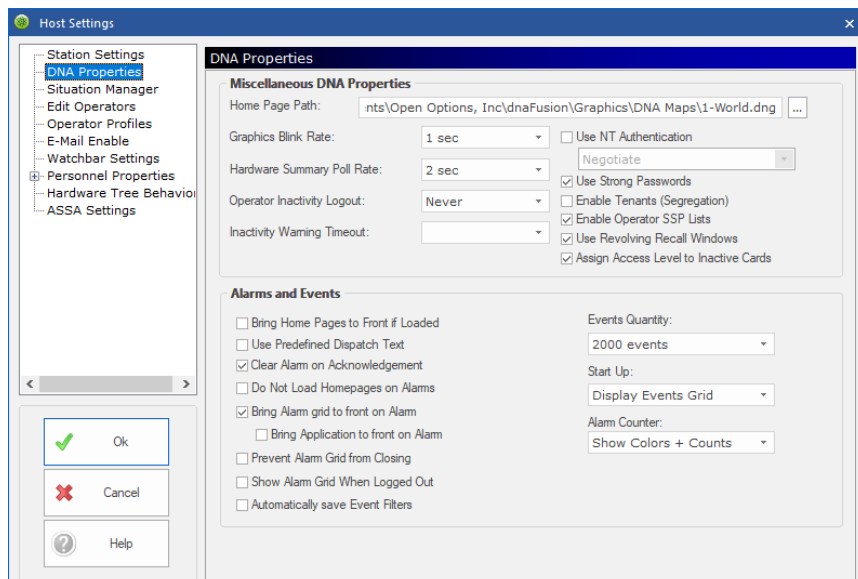 Host Settings
Station Settings
DNA Properties
Situation Manager
Edit Operators
Operator Profiles
E-Mail Enable
Watchbar Settings
Personnel Properties
Hardware Tree Behavior
ASSA Settings
Ok
Cancel
Help
DNA Properties
Miscellaneous DNA Properties
Home Page Path: nts\Open Options, Inc\dnaFusion\Graphics\DNA Maps\1-World.dng ...
Graphics Blink Rate: 1 sec
Hardware Summary Poll Rate: 2 sec
Operator Inactivity Logout: Never
Inactivity Warning Timeout:
Use NT Authentication
Negotiate
Use Strong Passwords
Enable Tenants (Segregation)
Enable Operator SSP Lists
Use Revolving Recall Windows
Assign Access Level to Inactive Cards
Alarms and Events
Bring Home Pages to Front if Loaded
Use Predefined Dispatch Text
Clear Alarm on Acknowledgement
Do Not Load Homepages on Alarms
Bring Alarm grid to front on Alarm
Bring Application to front on Alarm
Prevent Alarm Grid from Closing
Show Alarm Grid When Logged Out
Automatically save Event Filters
Events Quantity:
2000 events
Start Up:
Display Events Grid
Alarm Counter:
Show Colors + Counts